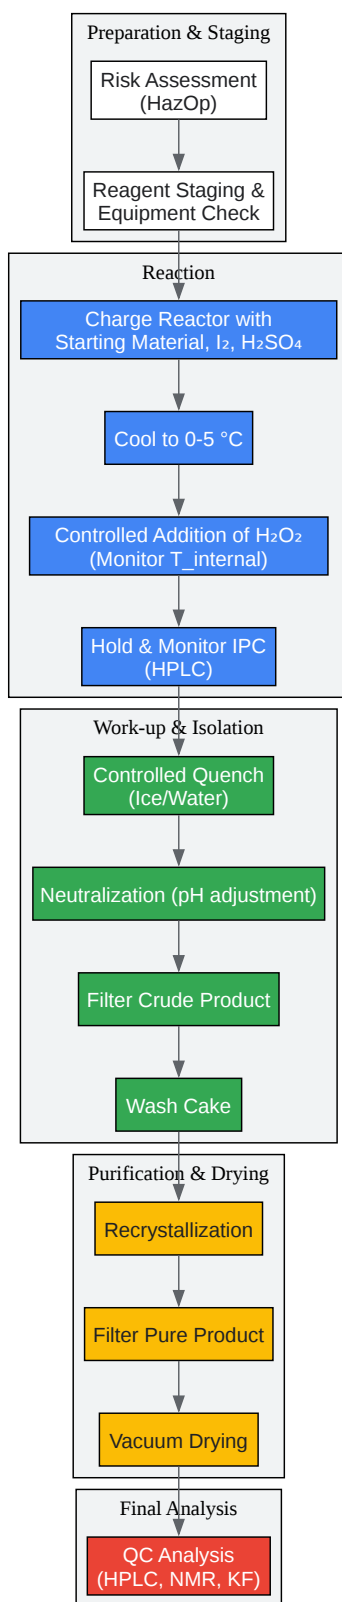 Preparation & Staging
Risk Assessment
(HazOp)
Reagent Staging &
Equipment Check
Reaction
Charge Reactor with
Starting Material, I₂, H₂SO₄
Cool to 0-5 °C
Controlled Addition of H₂O₂
(Monitor T_internal)
Hold & Monitor IPC
(HPLC)
Work-up & Isolation
Controlled Quench
(Ice/Water)
Neutralization (pH adjustment)
Filter Crude Product
Wash Cake
Purification & Drying
Recrystallization
Filter Pure Product
Vacuum Drying
Final Analysis
QC Analysis
(HPLC, NMR, KF)